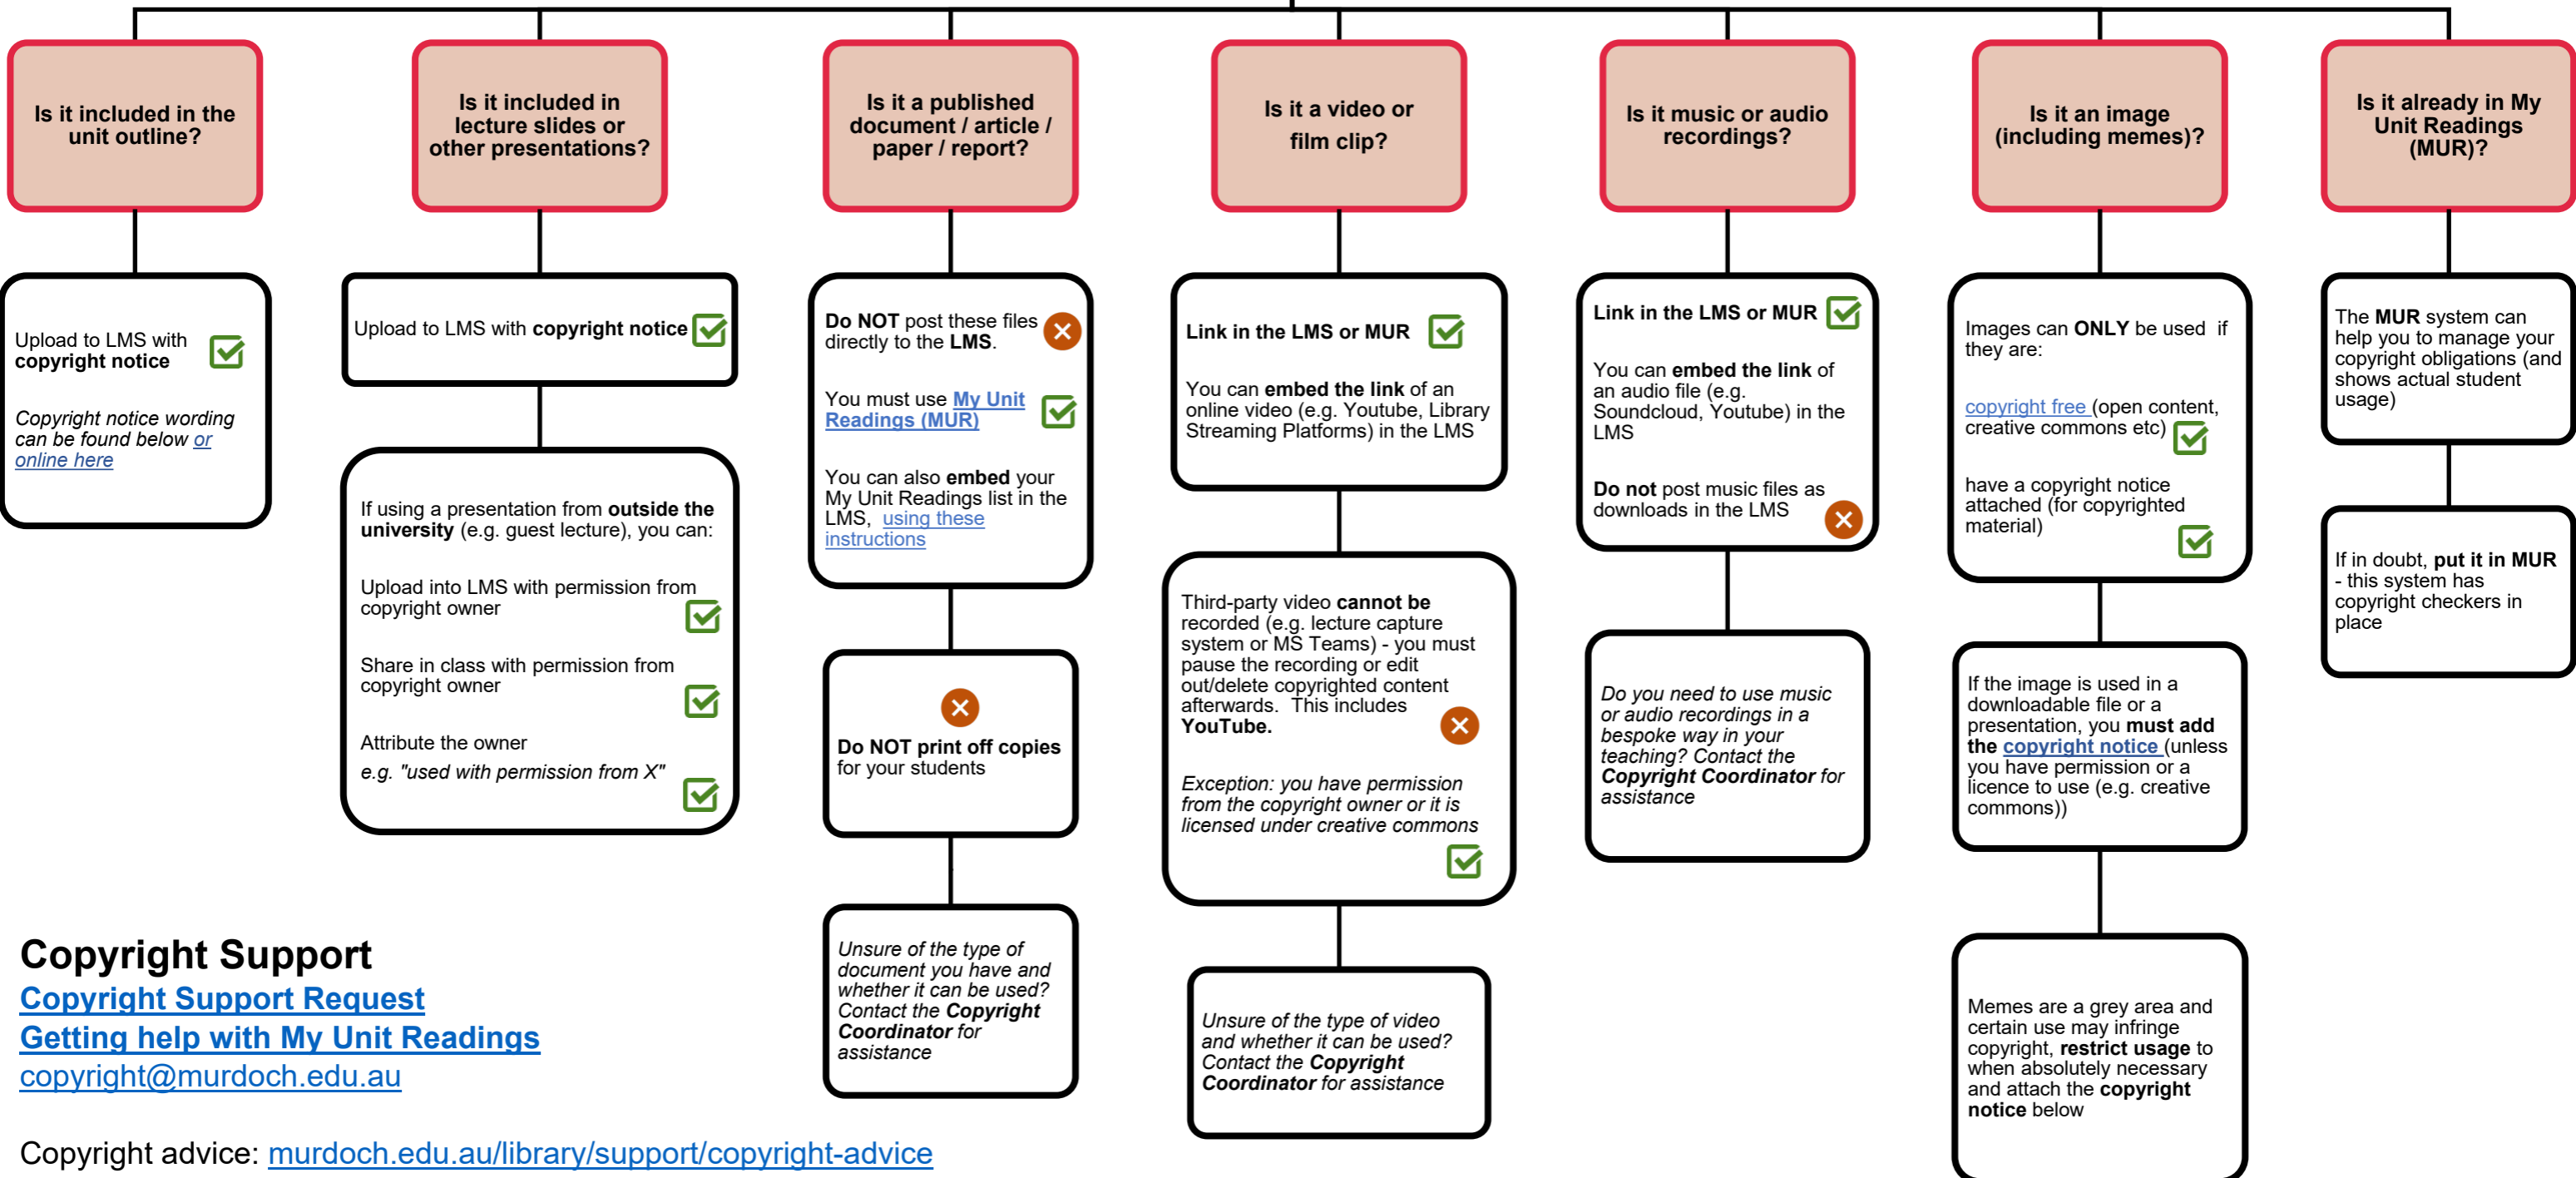 Is it included in the
unit outline?
Upload to LMS with
copyright notice
Copyright notice wording
can be found below or
online here
Is it included in
lecture slides or
other presentations?
Upload to LMS with copyright notice
If using a presentation from outside the
university (e.g. guest lecture), you can:
Upload into LMS with permission from
copyright owner
Share in class with permission from
copyright owner
Attribute the owner
e.g. "used with permission from X"
Is it a published
document / article /
paper / report?
Do NOT post these files
directly to the LMS.
You must use My Unit
Readings (MUR)
You can also embed your
My Unit Readings list in the
LMS, using these
instructions
Do NOT print off copies
for your students
Unsure of the type of
document you have and
whether it can be used?
Contact the Copyright
Coordinator for
assistance
Is it a video or
film clip?
Link in the LMS or MUR
You can embed the link of an
online video (e.g. Youtube, Library
Streaming Platforms) in the LMS
Third-party video cannot be
recorded (e.g. lecture capture
system or MS Teams) - you must
pause the recording or edit
out/delete copyrighted content
afterwards. This includes
YouTube.
Exception: you have permission
from the copyright owner or it is
licensed under creative commons
Unsure of the type of video
and whether it can be used?
Contact the Copyright
Coordinator for assistance
Is it music or audio
recordings?
Link in the LMS or MUR
You can embed the link of
an audio file (e.g.
Soundcloud, Youtube) in the
LMS
Do not post music files as
downloads in the LMS
Do you need to use music
or audio recordings in a
bespoke way in your
teaching? Contact the
Copyright Coordinator for
assistance
Is it an image
(including memes)?
Images can ONLY be used if
they are:
copyright free (open content,
creative commons etc)
have a copyright notice
attached (for copyrighted
material)
If the image is used in a
downloadable file or a
presentation, you must add
the copyright notice (unless
you have permission or a
licence to use (e.g. creative
commons))
Memes are a grey area and
certain use may infringe
copyright, restrict usage to
when absolutely necessary
and attach the copyright
notice below
Is it already in My
Unit Readings
(MUR)?
The MUR system can
help you to manage your
copyright obligations (and
shows actual student
usage)
If in doubt, put it in MUR
- this system has
copyright checkers in
place
Copyright Support
Copyright Support Request
Getting help with My Unit Readings
copyright@murdoch.edu.au
Copyright advice: murdoch.edu.au/library/support/copyright-advice